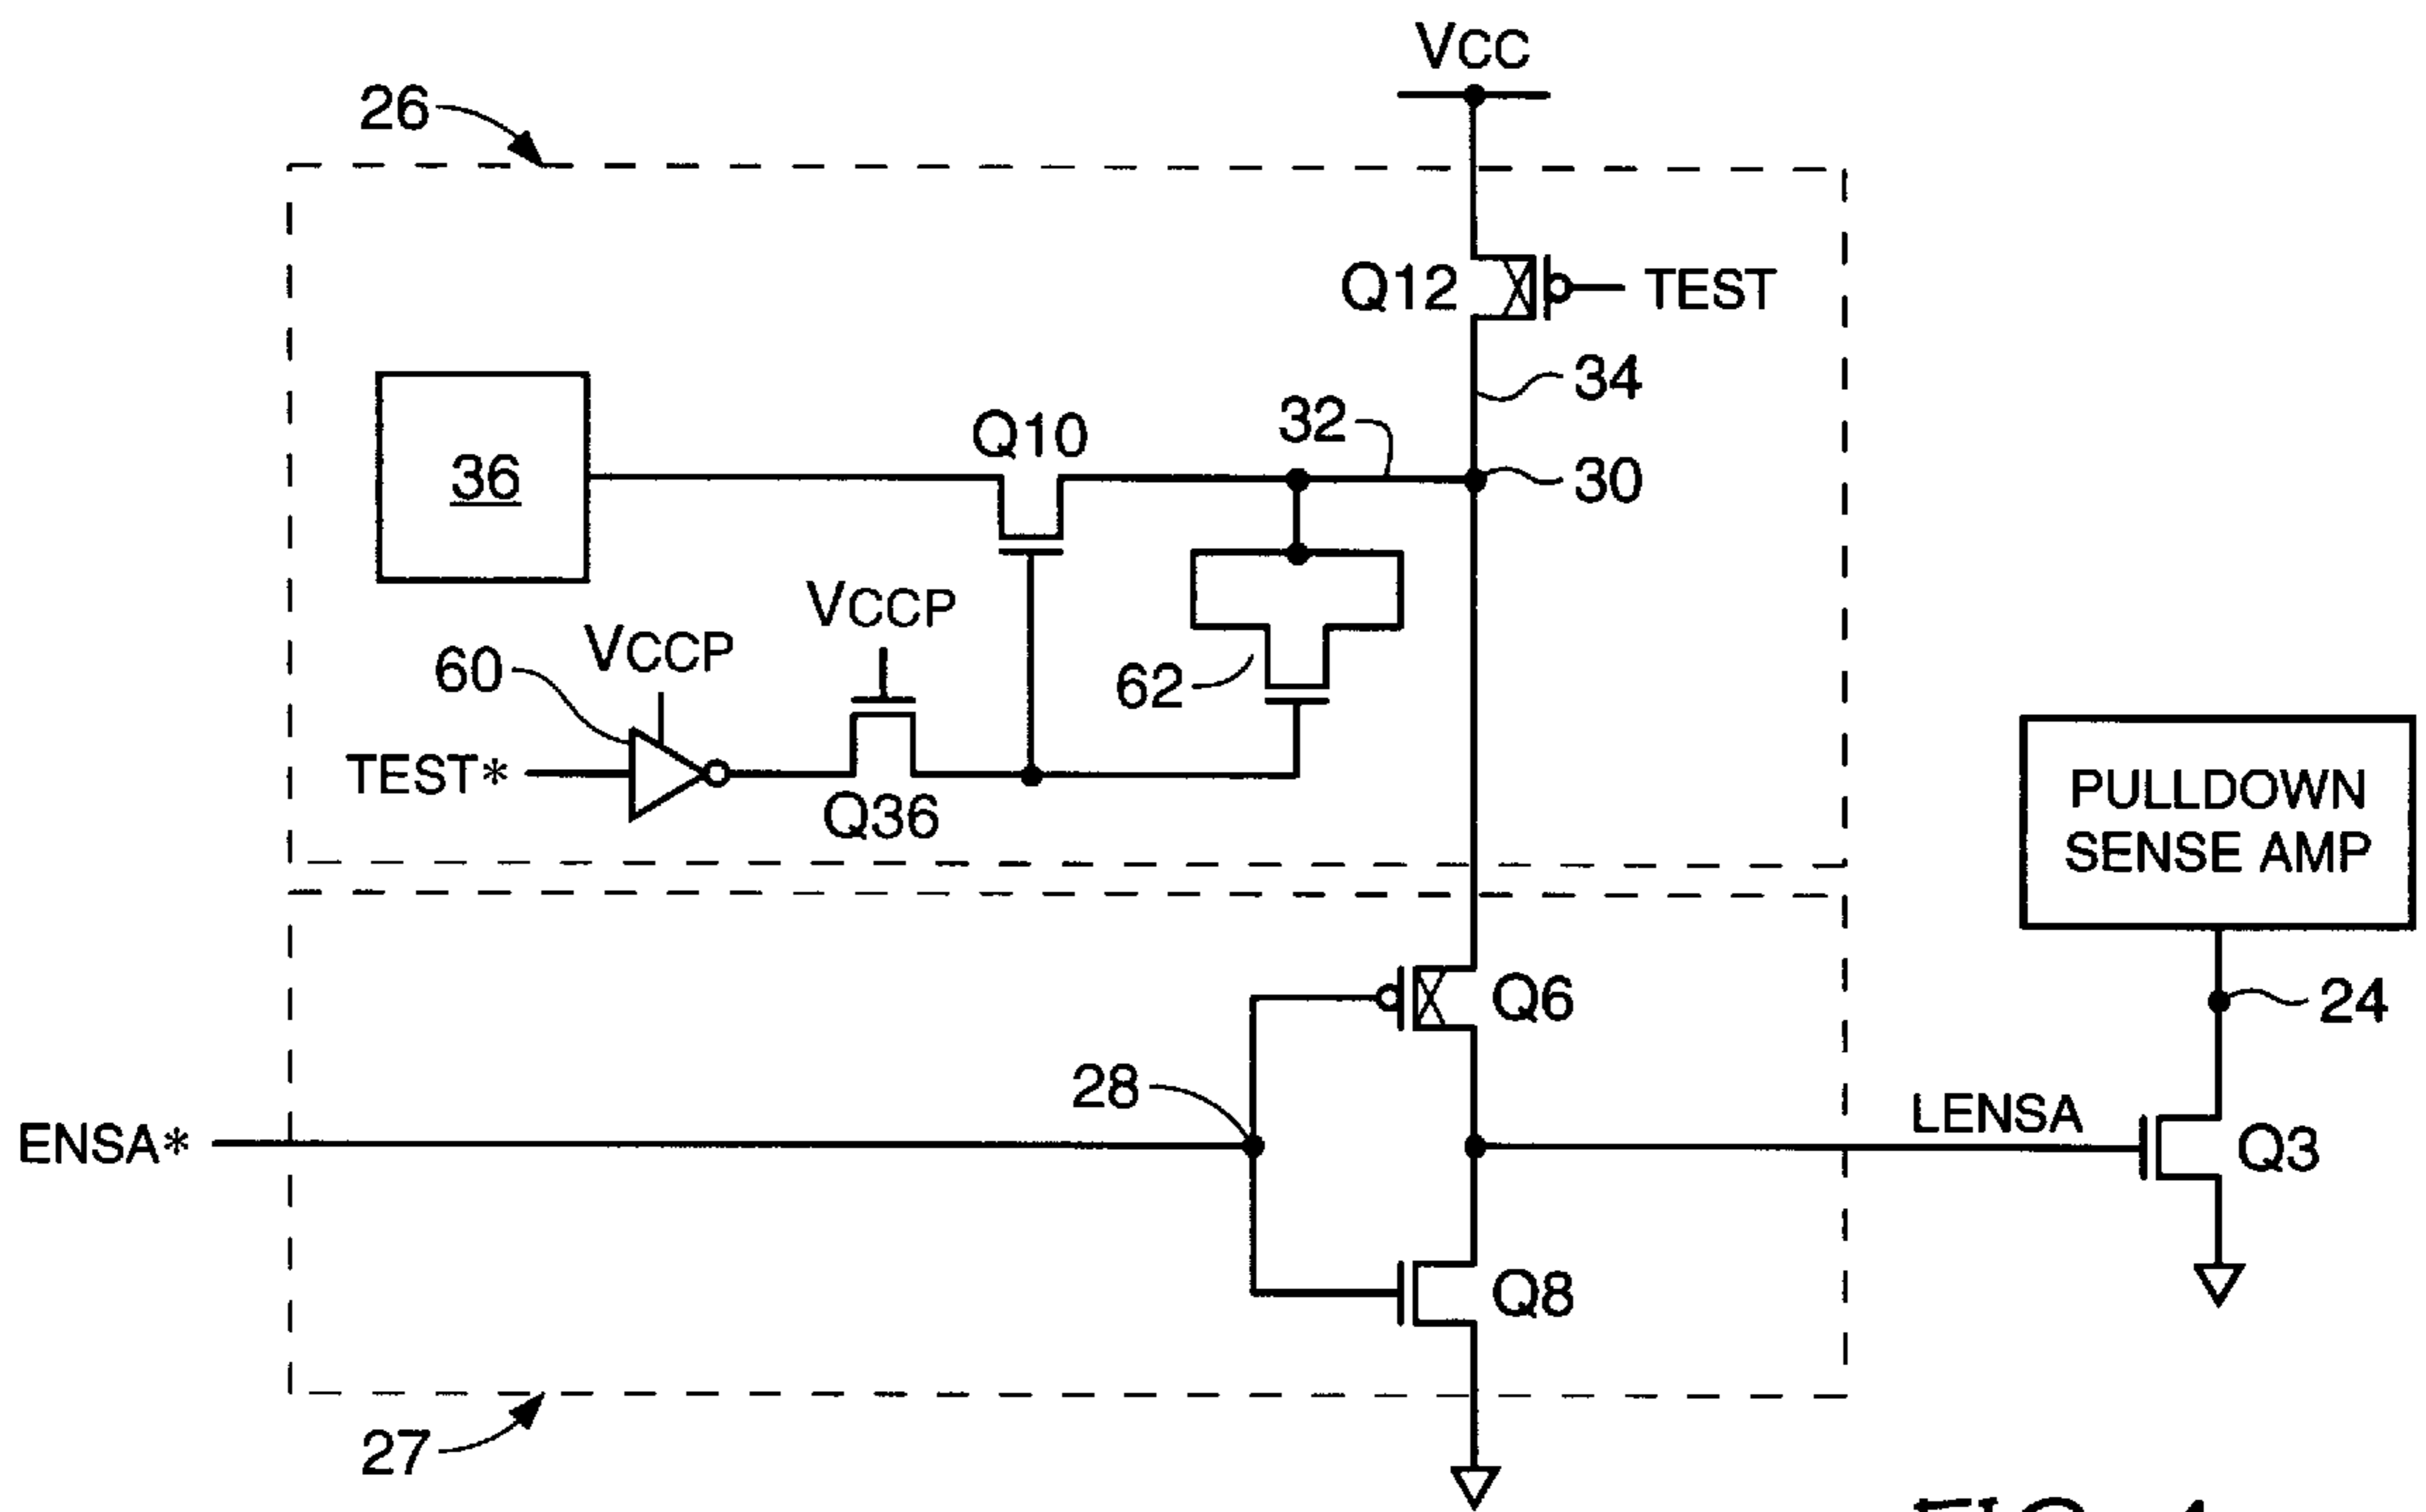 VCC
26
Q12
TEST
34
32
30
Q10
36
VCCP
VCCP
60
62
TEST*
Q36
PULLDOWN
SENSE AMP
Q6
24
28
LENSA
ENSA*
Q3
Q8
27